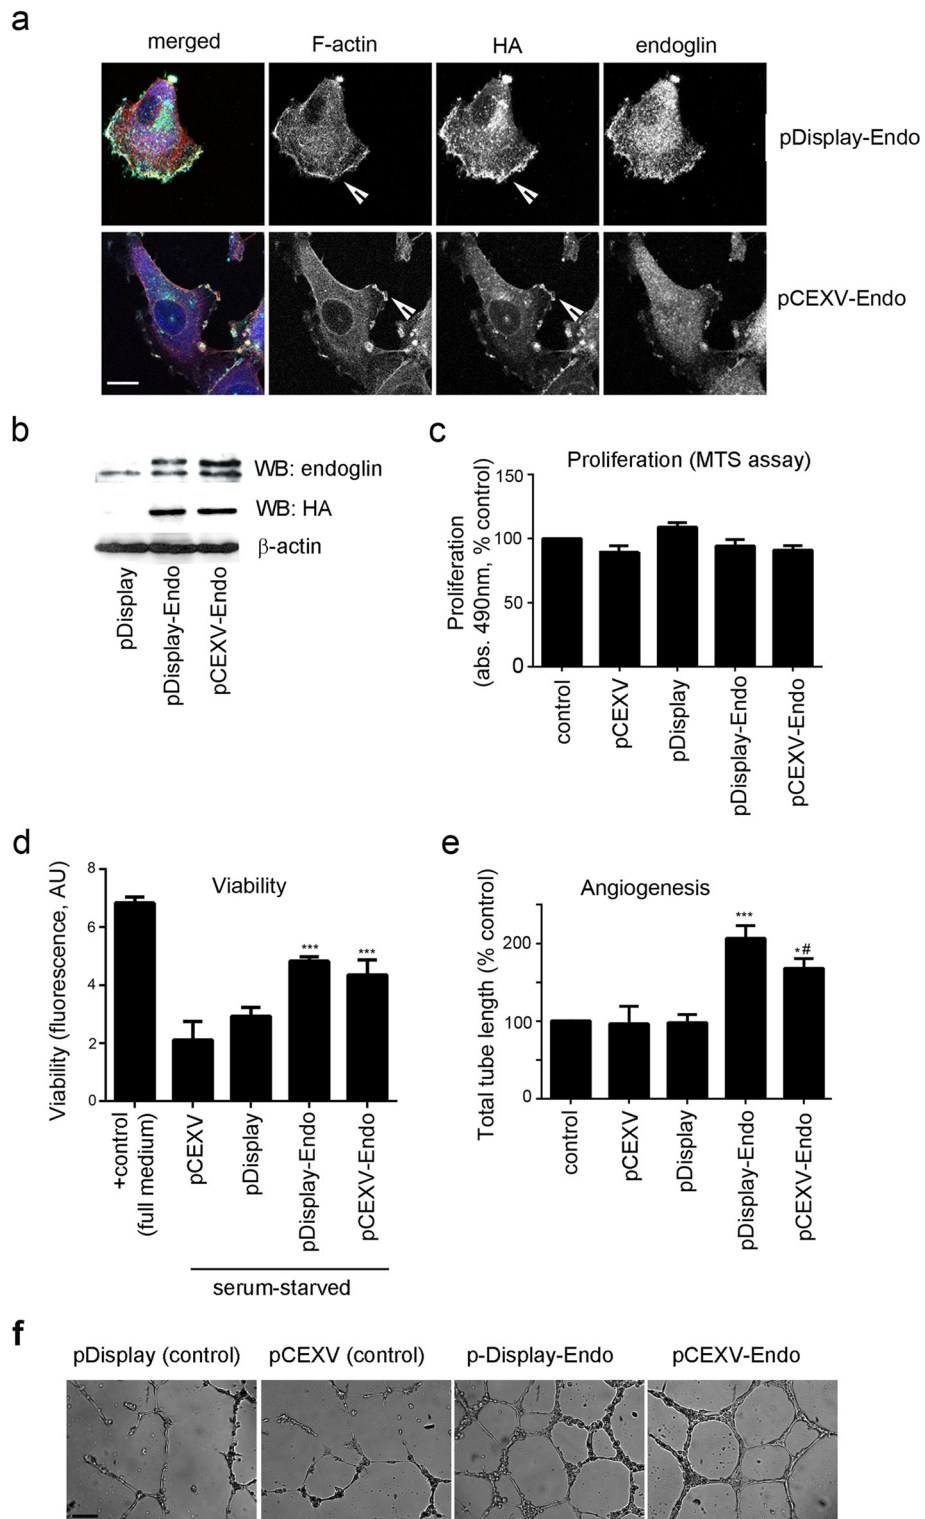 a
merged F-actin HA endoglin
pDisplay-Endo
pCEXV-Endo
b
WB: endoglin
WB: HA
β-actin
pDisplay
pDisplay-Endo
pCEXV-Endo
c
Proliferation (MTS assay)
Proliferation
(abs. 490nm, % control)
150
100
50
0
control
pCEXV
pDisplay
pDisplay-Endo
pCEXV-Endo
d
Viability
Viability (fluorescence, AU)
8
6
4
2
0
***
***
+control
(full medium)
pCEXV
pDisplay
pDisplay-Endo
pCEXV-Endo
serum-starved
e
Angiogenesis
Total tube length (% control)
200
100
0
***
*#
control
pCEXV
pDisplay
pDisplay-Endo
pCEXV-Endo
f
pDisplay (control) pCEXV (control) p-Display-Endo pCEXV-Endo